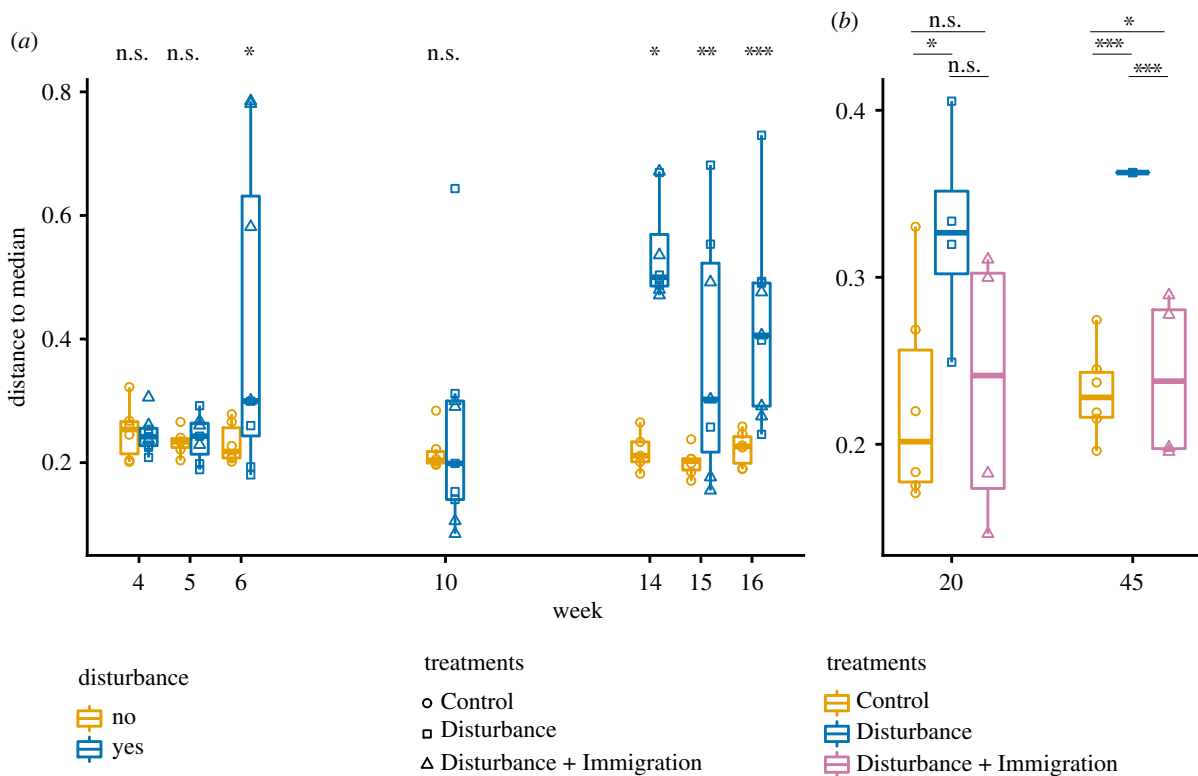 (a)
n.s. n.s. * n.s. * ** ***
0.8
0.6
0.4
0.2
distance to median
4 5 6 10 14 15 16
(b)
n.s.
*
n.s.
*
***
***
0.4
0.3
0.2
20 45
week
disturbance
no
yes
treatments
Control
Disturbance
Disturbance + Immigration
treatments
Control
Disturbance
Disturbance + Immigration